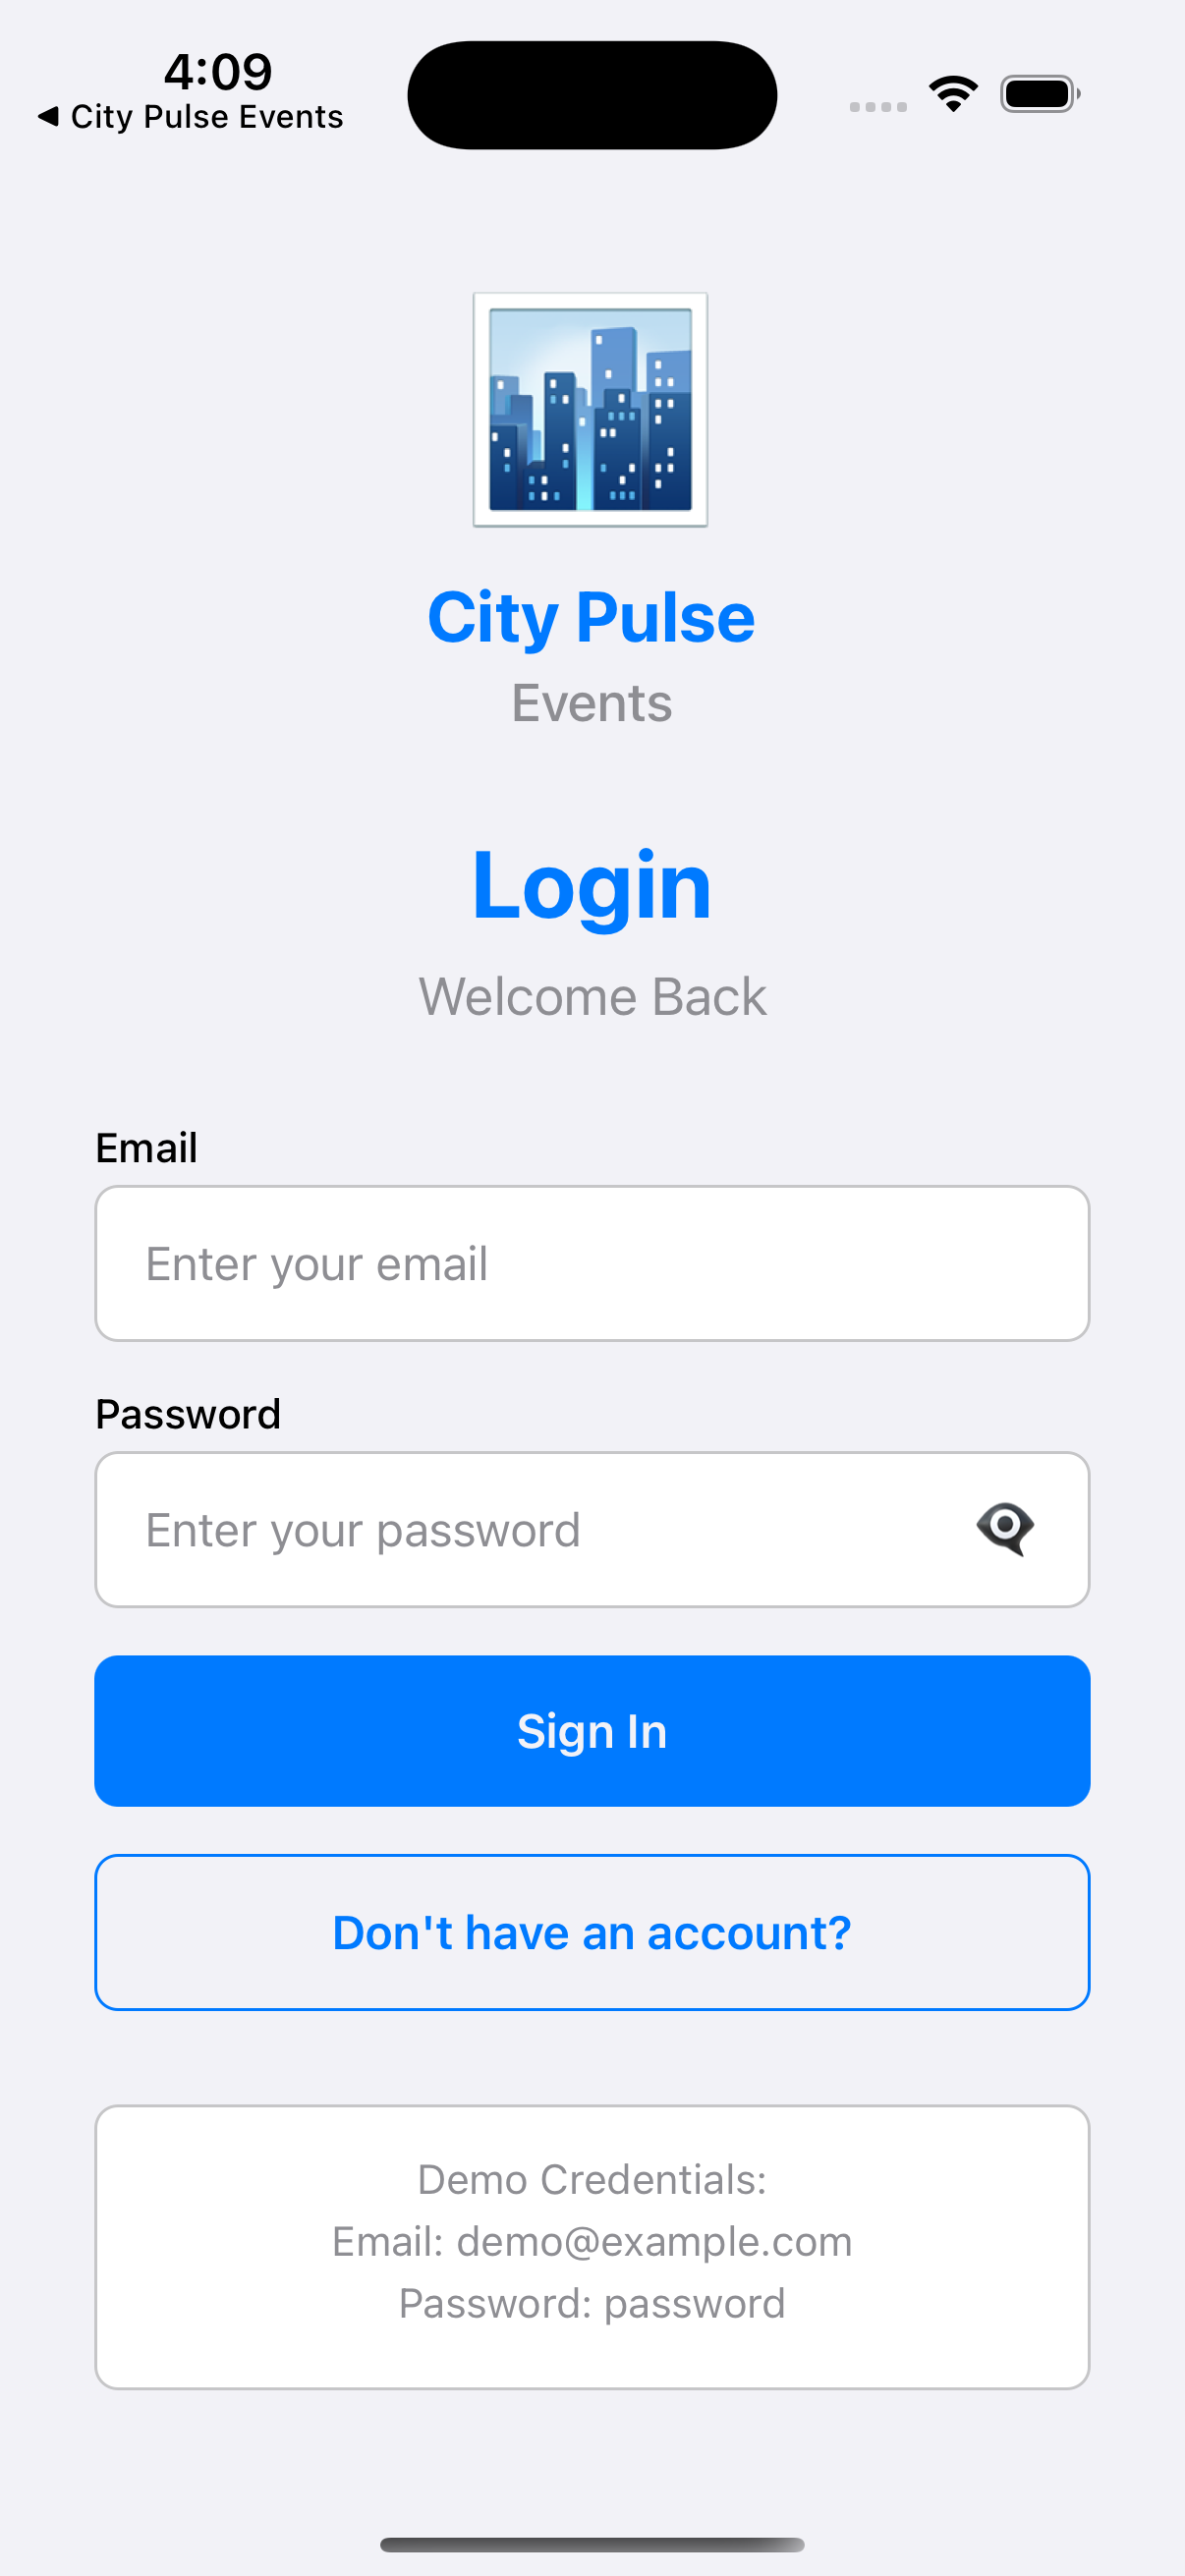 4:09
◀ City Pulse Events
City Pulse
Events
Login
Welcome Back
Email
Enter your email
Password
Enter your password
Sign In
Don't have an account?
Demo Credentials:
Email: demo@example.com
Password: password